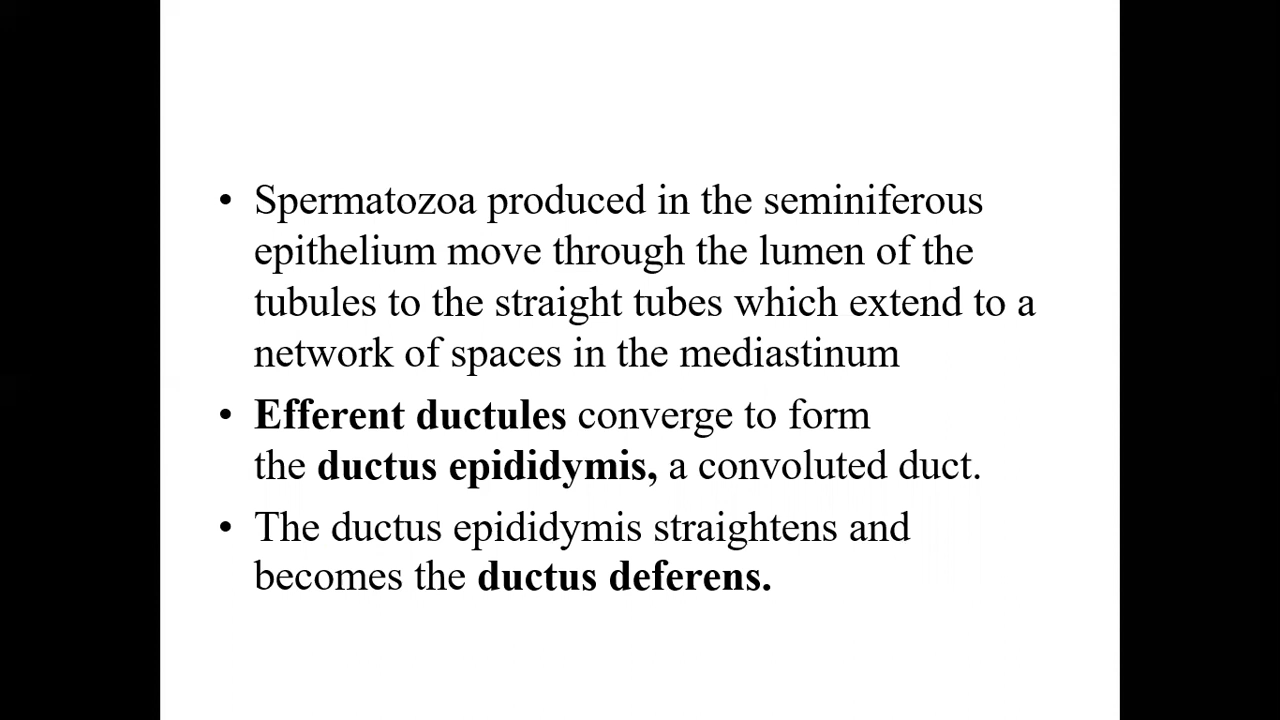 • Spermatozoa produced in the seminiferous
epithelium move through the lumen of the
tubules to the straight tubes which extend to a
network of spaces in the mediastinum
• Efferent ductules converge to form
the ductus epididymis, a convoluted duct.
• The ductus epididymis straightens and
becomes the ductus deferens.